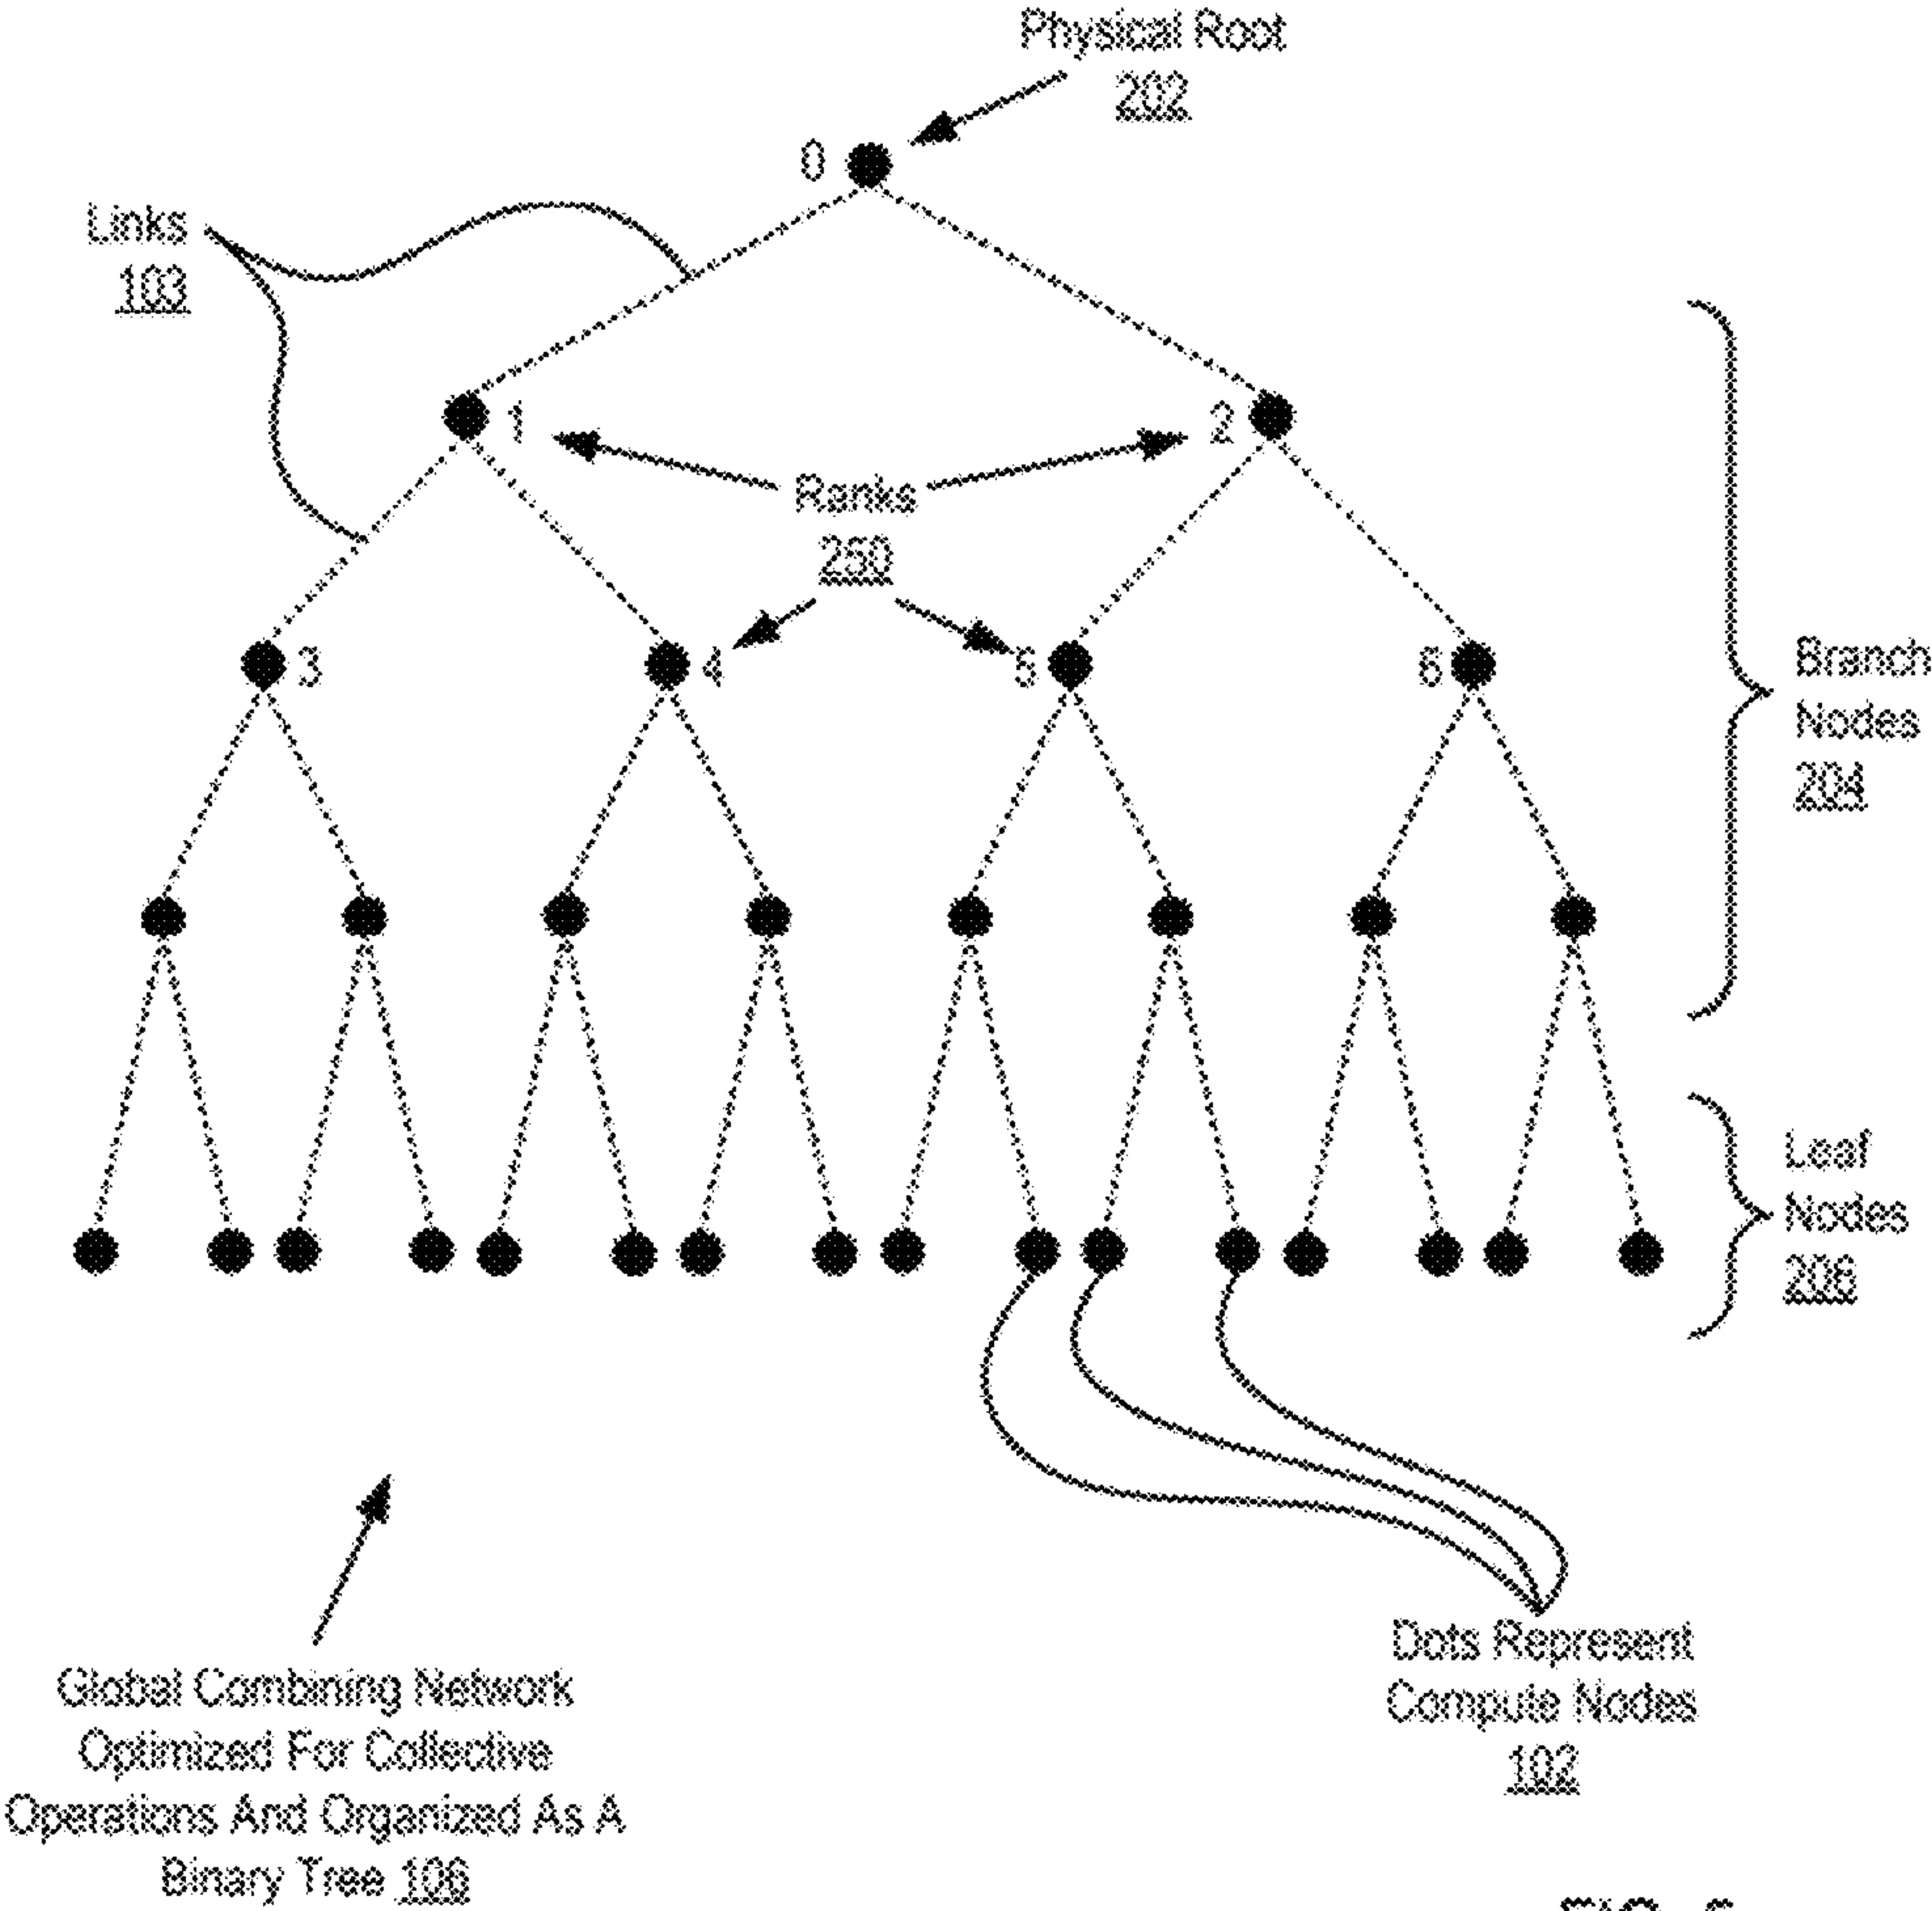 Physical Root
202
0
Links
103
1
2
Ranks
250
3
4
5
6
Branch
Nodes
204
Leaf
Nodes
206
Dots Represent
Compute Nodes
102
Global Combining Network
Optimized For Collective
Operations And Organized As A
Binary Tree 106